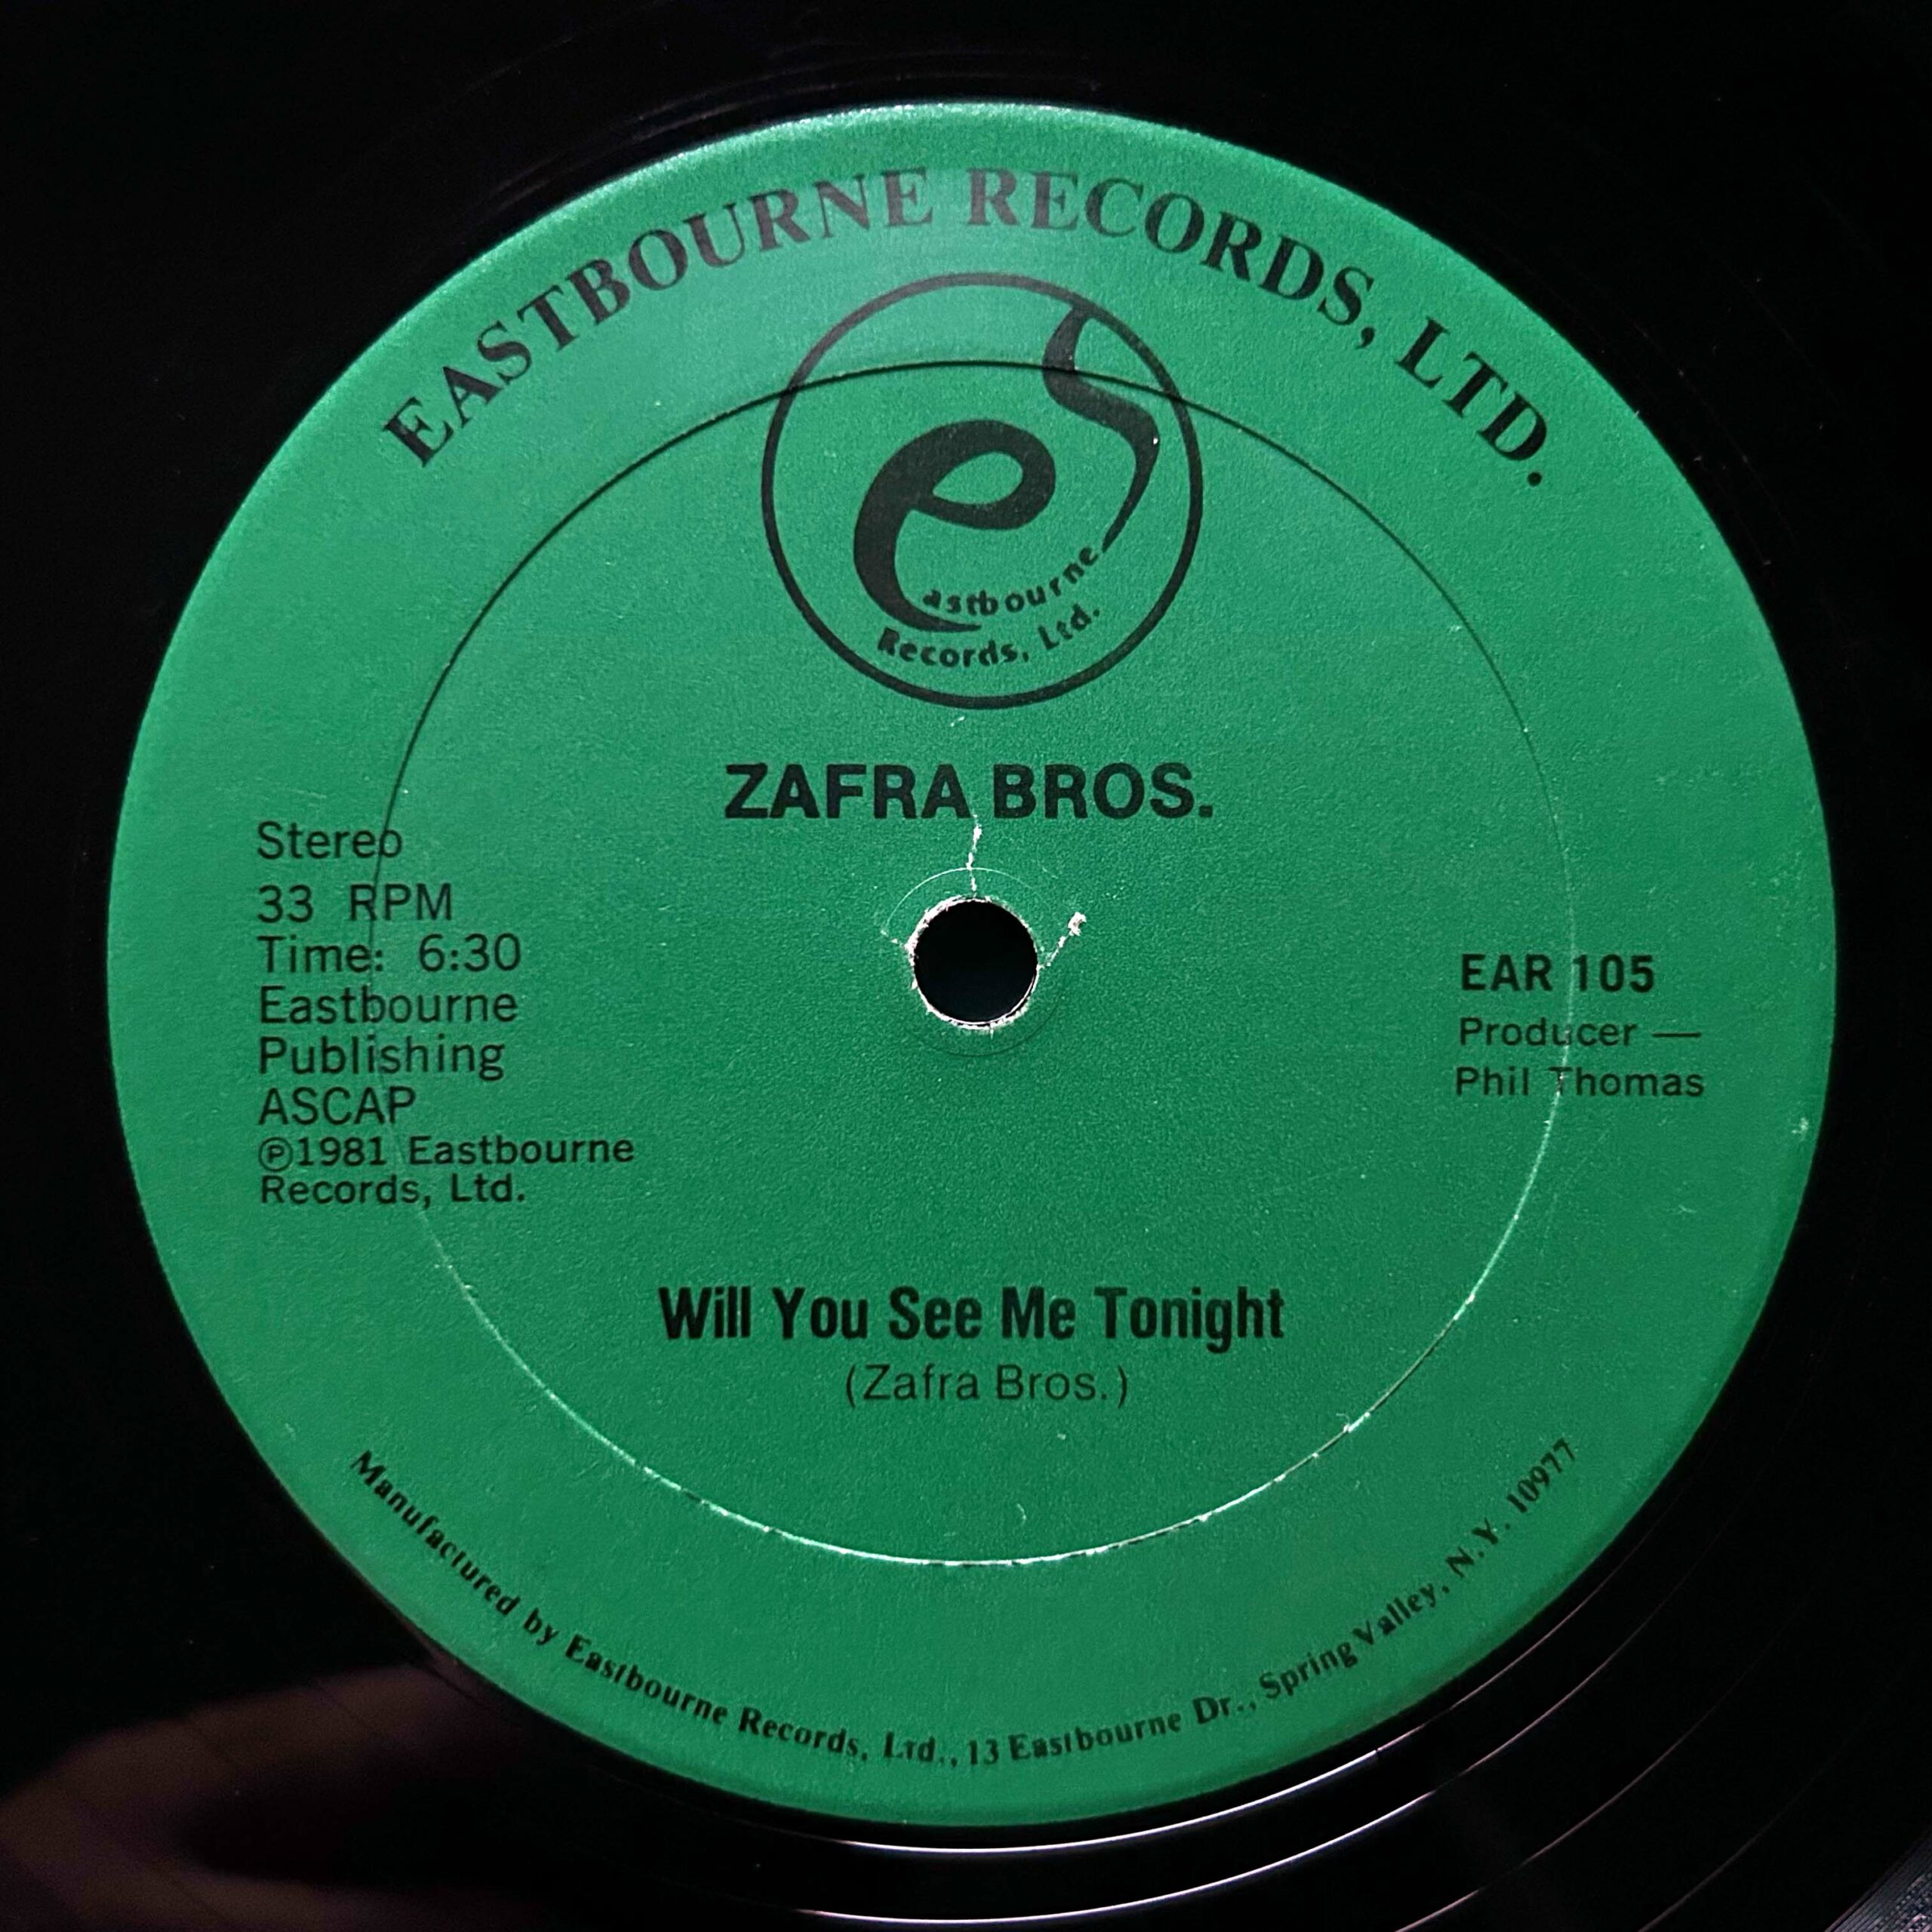 EASTBOURNE RECORDS, LTD.
es
astbourne
Records, Ltd.
ZAFRA BROS.
Stereo
33 RPM
Time: 6:30
Eastbourne
Publishing
ASCAP
℗1981 Eastbourne
Records, Ltd.
EAR 105
Producer —
Phil Thomas
Will You See Me Tonight
(Zafra Bros.)
Manufactured by Eastbourne Records, Ltd., 13 Eastbourne Dr., Spring Valley, N.Y. 10977